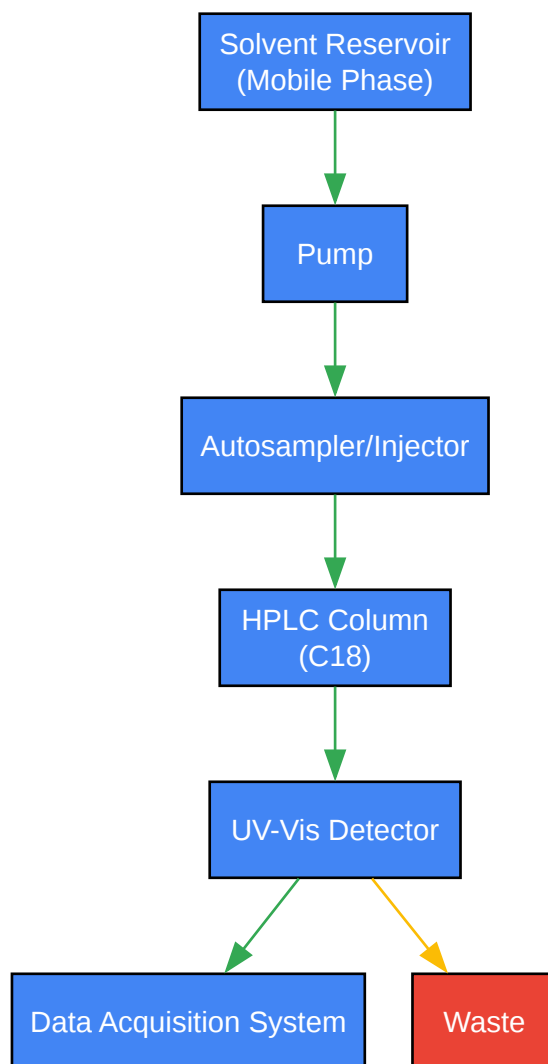 Solvent Reservoir
(Mobile Phase)
Pump
Autosampler/Injector
HPLC Column
(C18)
UV-Vis Detector
Data Acquisition System
Waste